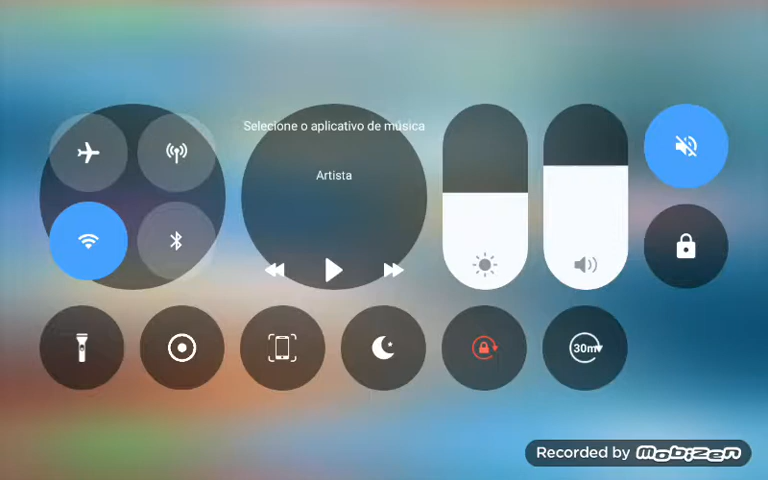 Selecione o aplicativo de música
Artista
30m
Recorded by mobizen